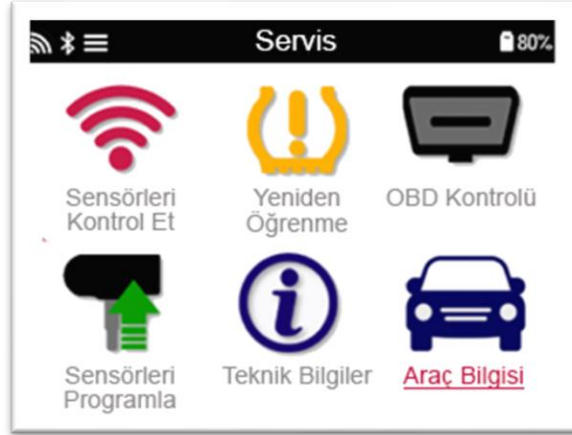 Servis
80%
Sensörleri
Kontrol Et
Yeniden
Öğrenme
OBD Kontrolü
Sensörleri
Programla
Teknik Bilgiler
Araç Bilgisi